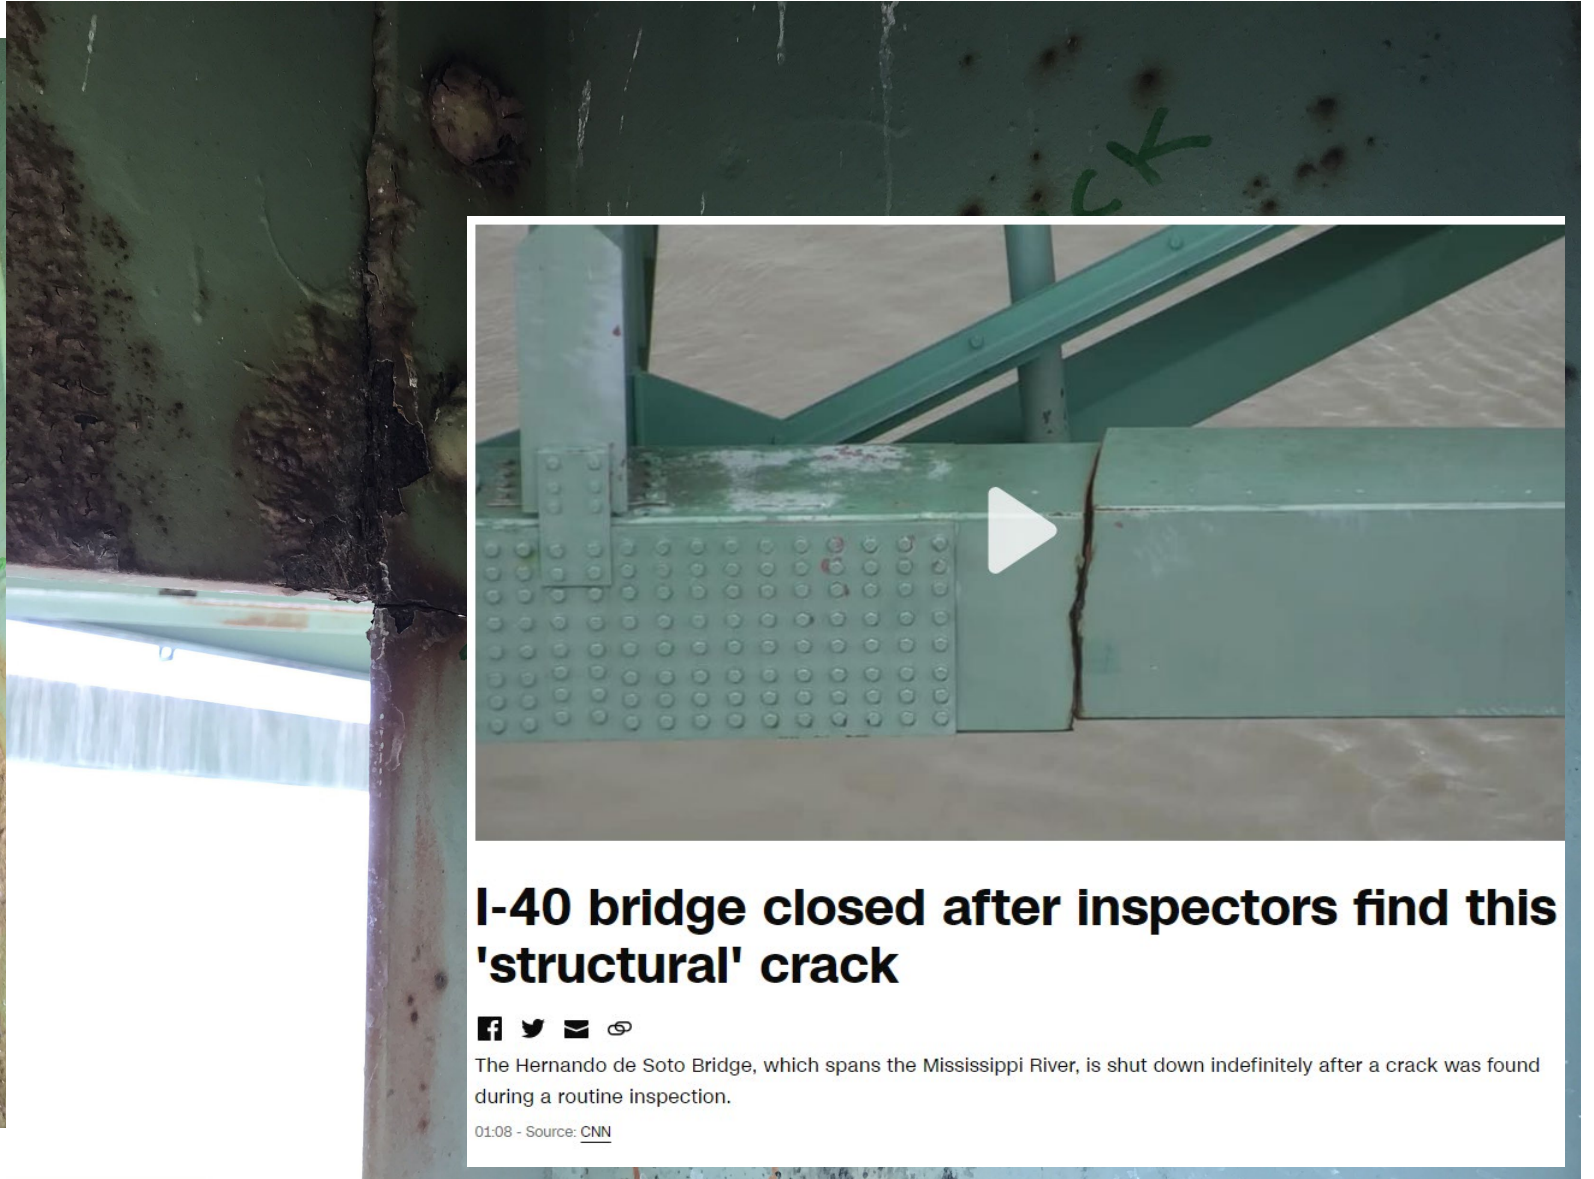 CK
I-40 bridge closed after inspectors find this
'structural' crack
The Hernando de Soto Bridge, which spans the Mississippi River, is shut down indefinitely after a crack was found
during a routine inspection.
01:08 - Source: CNN